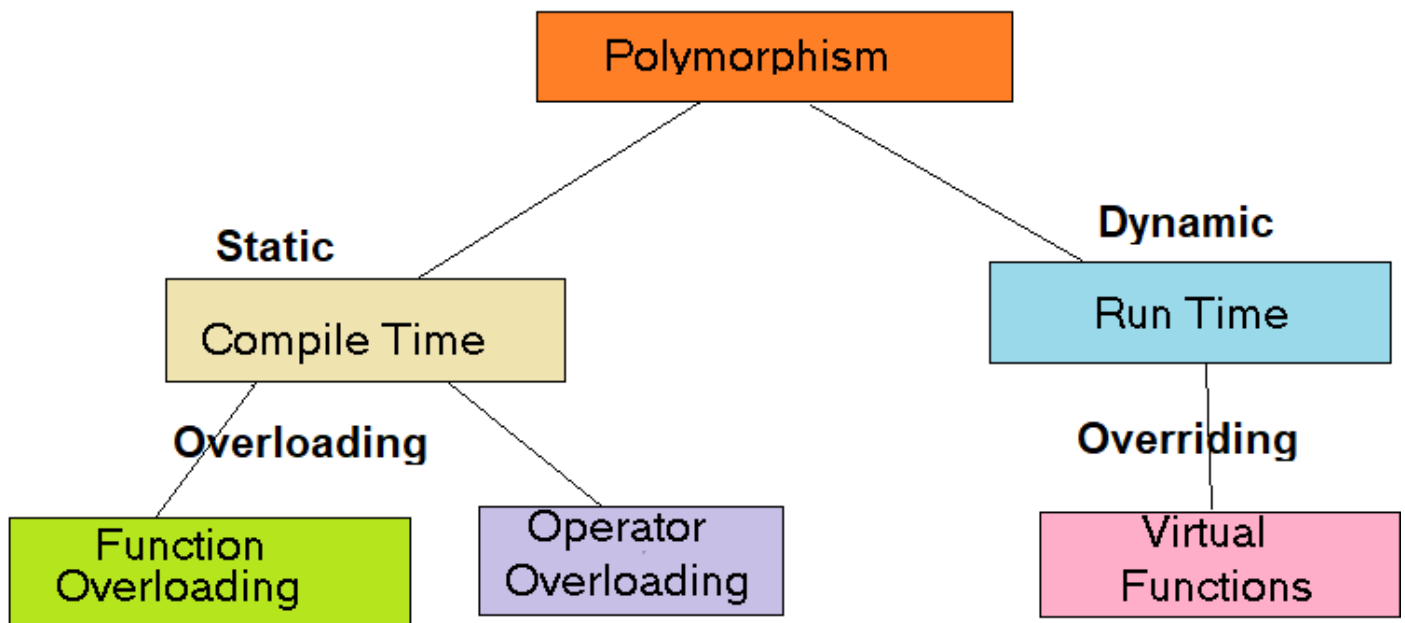 Polymorphism
Static
Dynamic
Compile Time
Run Time
Overloading
Overriding
Function
Overloading
Operator
Overloading
Virtual
Functions